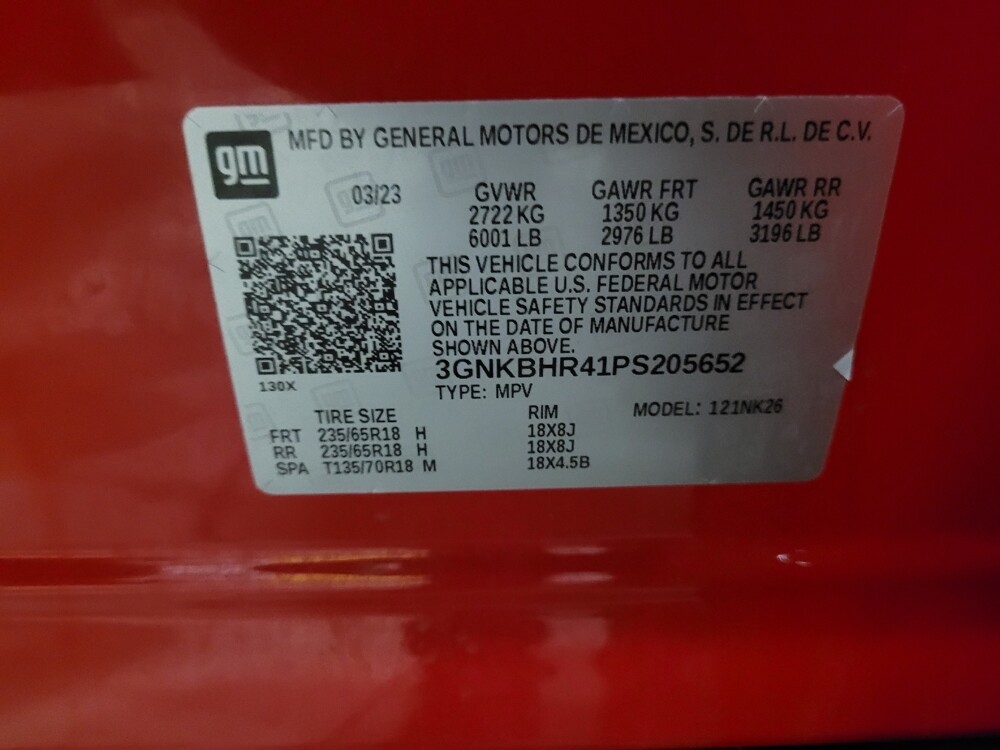 gm MFD BY GENERAL MOTORS DE MEXICO, S. DE R.L. DE C.V.
03/23 GVWR GAWR FRT GAWR RR
2722 KG 1350 KG 1450 KG
6001 LB 2976 LB 3196 LB
THIS VEHICLE CONFORMS TO ALL
APPLICABLE U.S. FEDERAL MOTOR
VEHICLE SAFETY STANDARDS IN EFFECT
ON THE DATE OF MANUFACTURE
SHOWN ABOVE.
3GNKBHR41PS205652
130X
TYPE: MPV
TIRE SIZE RIM MODEL: 121NK26
FRT 235/65R18 H 18X8J
RR 235/65R18 H 18X8J
SPA T135/70R18 M 18X4.5B